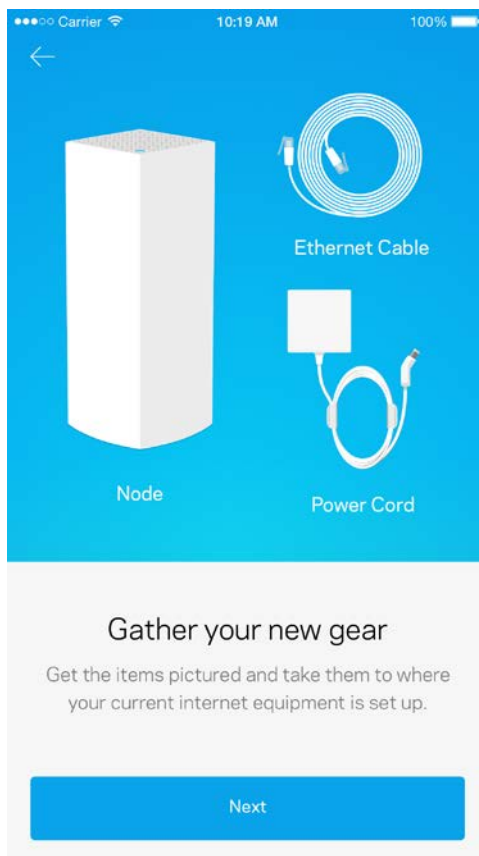 Carrier 10:19 AM 100%
Ethernet Cable
Node
Power Cord
Gather your new gear
Get the items pictured and take them to where
your current internet equipment is set up.
Next